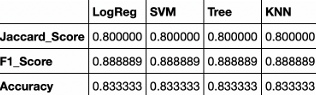 LogReg SVM Tree KNN
Jaccard_Score 0.800000 0.800000 0.800000 0.800000
F1_Score 0.888889 0.888889 0.888889 0.888889
Accuracy 0.833333 0.833333 0.833333 0.833333